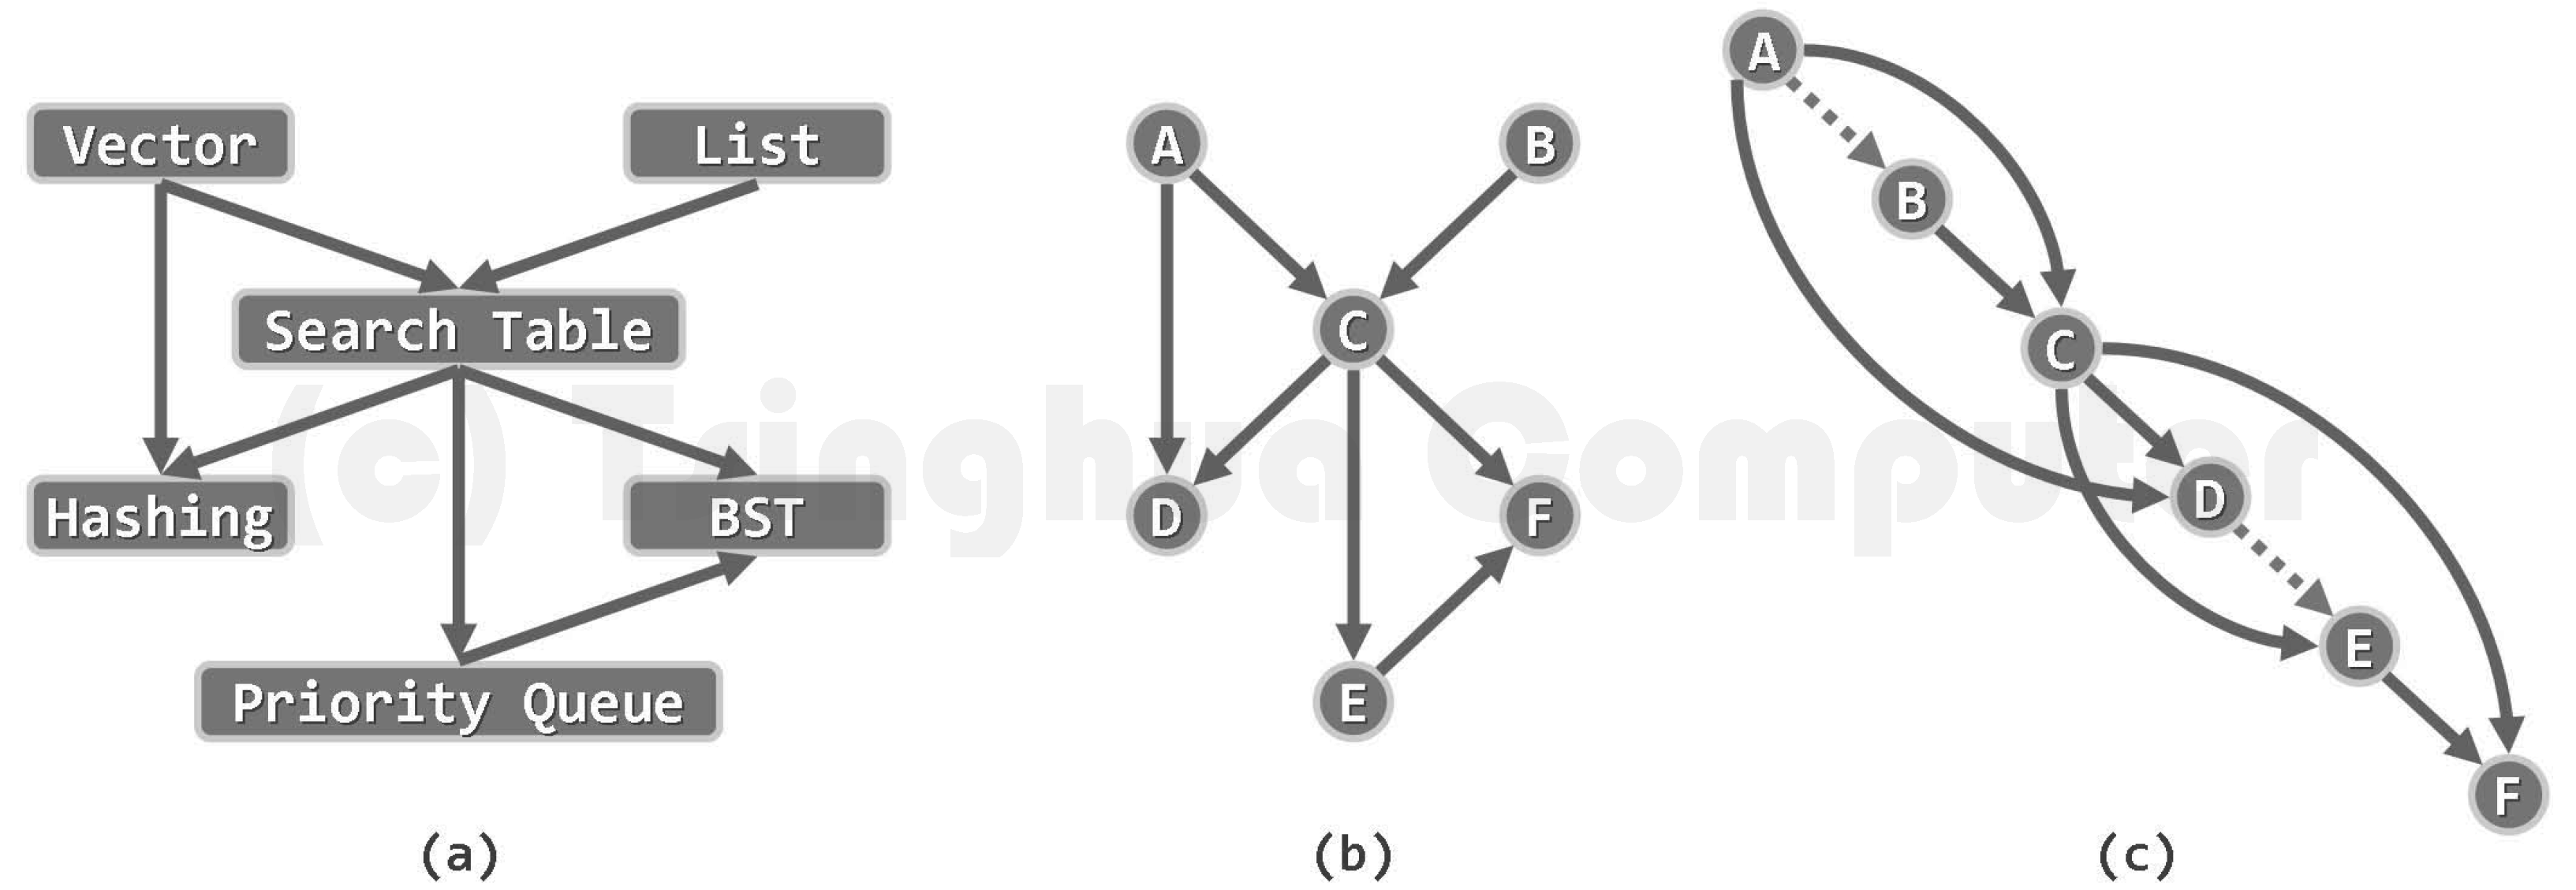 Vector
List
Search Table
Hashing
BST
Priority Queue
(a)
A
B
C
D
F
E
(b)
A
B
C
D
E
F
(c)
(c) Tsinghua Computer